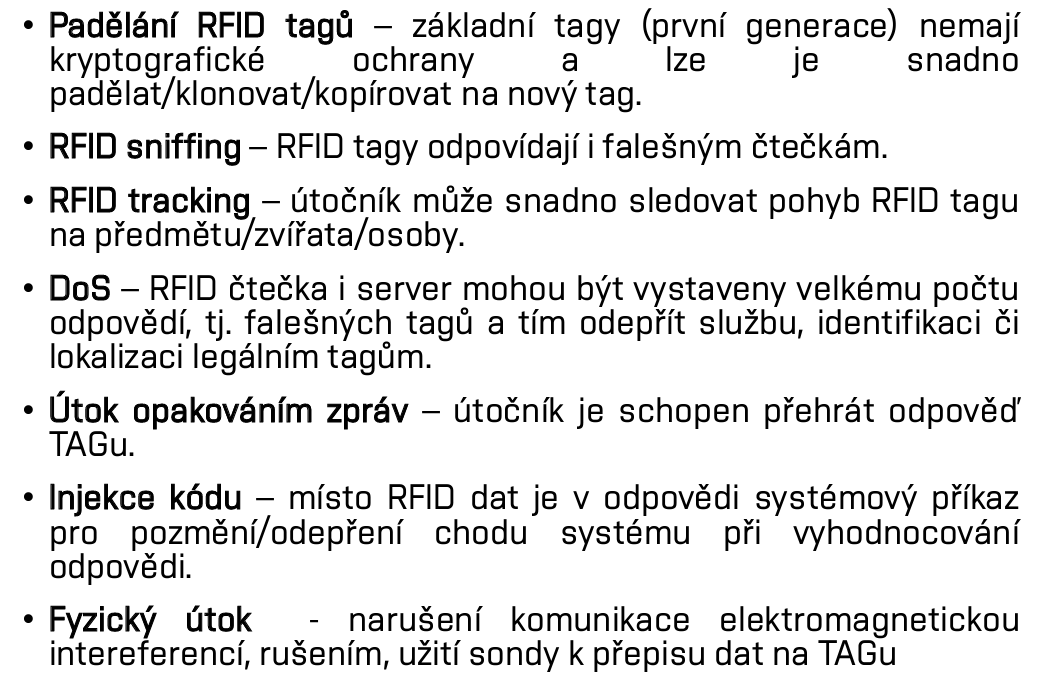 • Padělání RFID tagů – základní tagy (první generace) nemají
kryptografické ochrany a lze je snadno
padělat/klonovat/kopírovat na nový tag.
• RFID sniffing – RFID tagy odpovídají i falešným čtečkám.
• RFID tracking – útočník může snadno sledovat pohyb RFID tagu
na předmětu/zvířata/osoby.
• DoS – RFID čtečka i server mohou být vystaveny velkému počtu
odpovědí, tj. falešných tagů a tím odepřít službu, identifikaci či
lokalizaci legálním tagům.
• Útok opakováním zpráv – útočník je schopen přehrát odpověď
TAGu.
• Injekce kódu – místo RFID dat je v odpovědi systémový příkaz
pro pozmění/odepření chodu systému při vyhodnocování
odpovědi.
• Fyzický útok - narušení komunikace elektromagnetickou
intereferencí, rušením, užití sondy k přepisu dat na TAGu